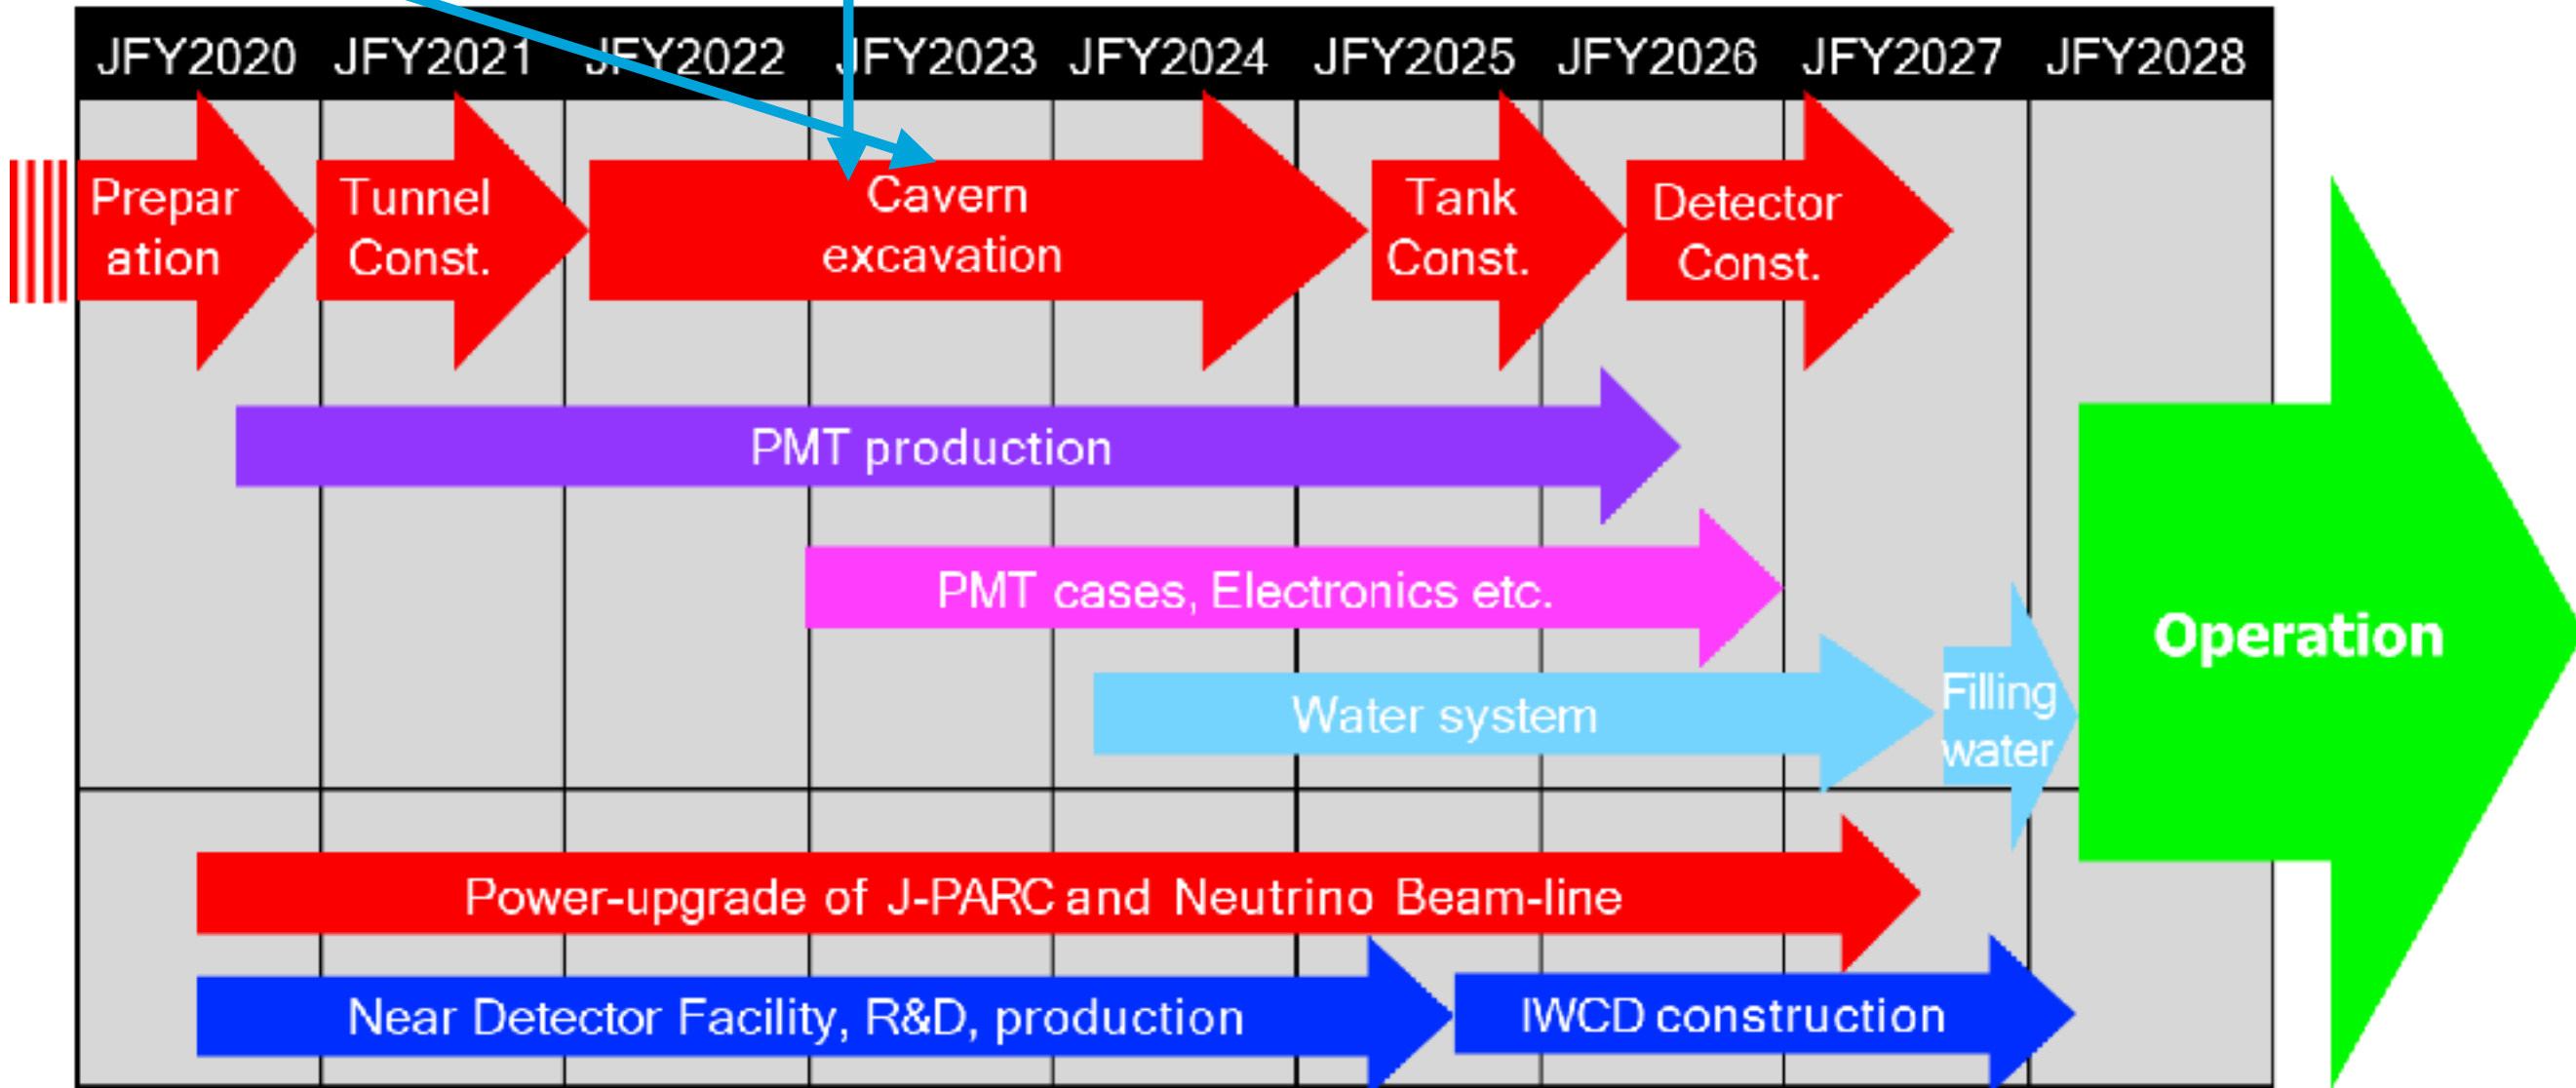 JFY2020 JFY2021 JFY2022 JFY2023 JFY2024 JFY2025 JFY2026 JFY2027 JFY2028
Prepar
ation
Tunnel
Const.
Cavern
excavation
Tank
Const.
Detector
Const.
PMT production
PMT cases, Electronics etc.
Water system
Filling
water
Operation
Power-upgrade of J-PARC and Neutrino Beam-line
Near Detector Facility, R&D, production
IWCD construction